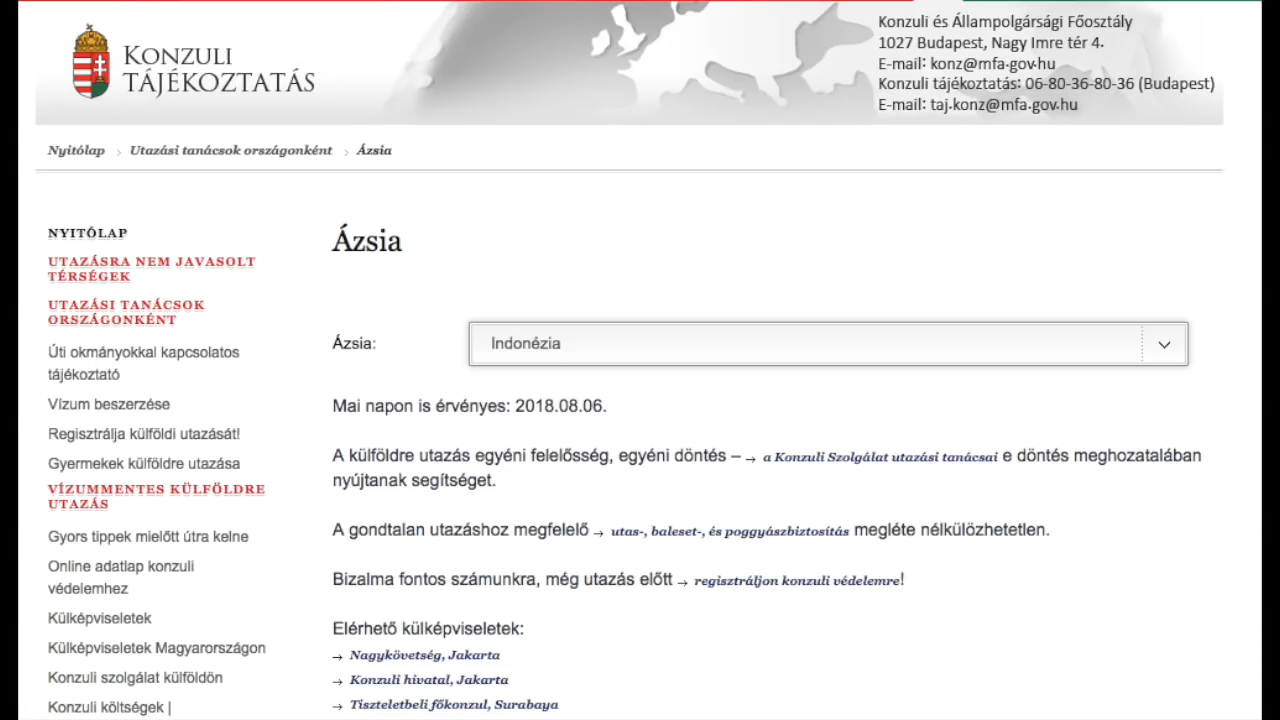 KONZULI
TÁJÉKOZTATÁS
Konzuli és Állampolgársági Főosztály
1027 Budapest, Nagy Imre tér 4.
E-mail: konz@mfa.gov.hu
Konzuli tájékoztatás: 06-80-36-80-36 (Budapest)
E-mail: taj.konz@mfa.gov.hu
Nyitólap › Utazási tanácsok országonként › Ázsia
NYITÓLAP
UTAZÁSRA NEM JAVASOLT
TÉRSÉGEK
UTAZÁSI TANÁCSOK
ORSZÁGONKÉNT
Úti okmányokkal kapcsolatos
tájékoztató
Vízum beszerzése
Regisztrálja külföldi utazását!
Gyermekek külföldre utazása
VÍZUMMENTES KÜLFÖLDRE
UTAZÁS
Gyors tippek mielőtt útra kelne
Online adatlap konzuli
védelemhez
Külképviseletek
Külképviseletek Magyarországon
Konzuli szolgálat külföldön
Konzuli költségek |
Ázsia
Ázsia: Indonézia
Mai napon is érvényes: 2018.08.06.
A külföldre utazás egyéni felelősség, egyéni döntés – → a Konzuli Szolgálat utazási tanácsai e döntés meghozatalában
nyújtanak segítséget.
A gondtalan utazáshoz megfelelő → utas-, baleset-, és poggyászbiztosítás megléte nélkülözhetetlen.
Bizalma fontos számunkra, még utazás előtt → regisztráljon konzuli védelemre!
Elérhető külképviseletek:
→ Nagykövetség, Jakarta
→ Konzuli hivatal, Jakarta
→ Tiszteletbeli főkonzul, Surabaya